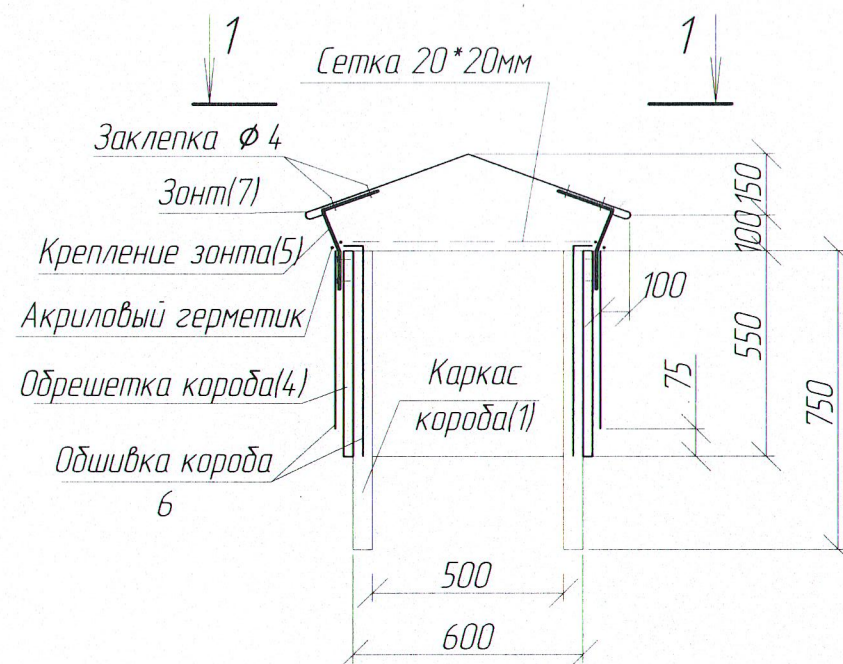 1
1
Сетка 20*20мм
Заклепка ϕ 4
Зонт(7)
Крепление зонта(5)
Акриловый герметик
Обрешетка короба(4)
Обшивка короба
6
Каркас
короба(1)
150
100
100
550
75
750
500
600